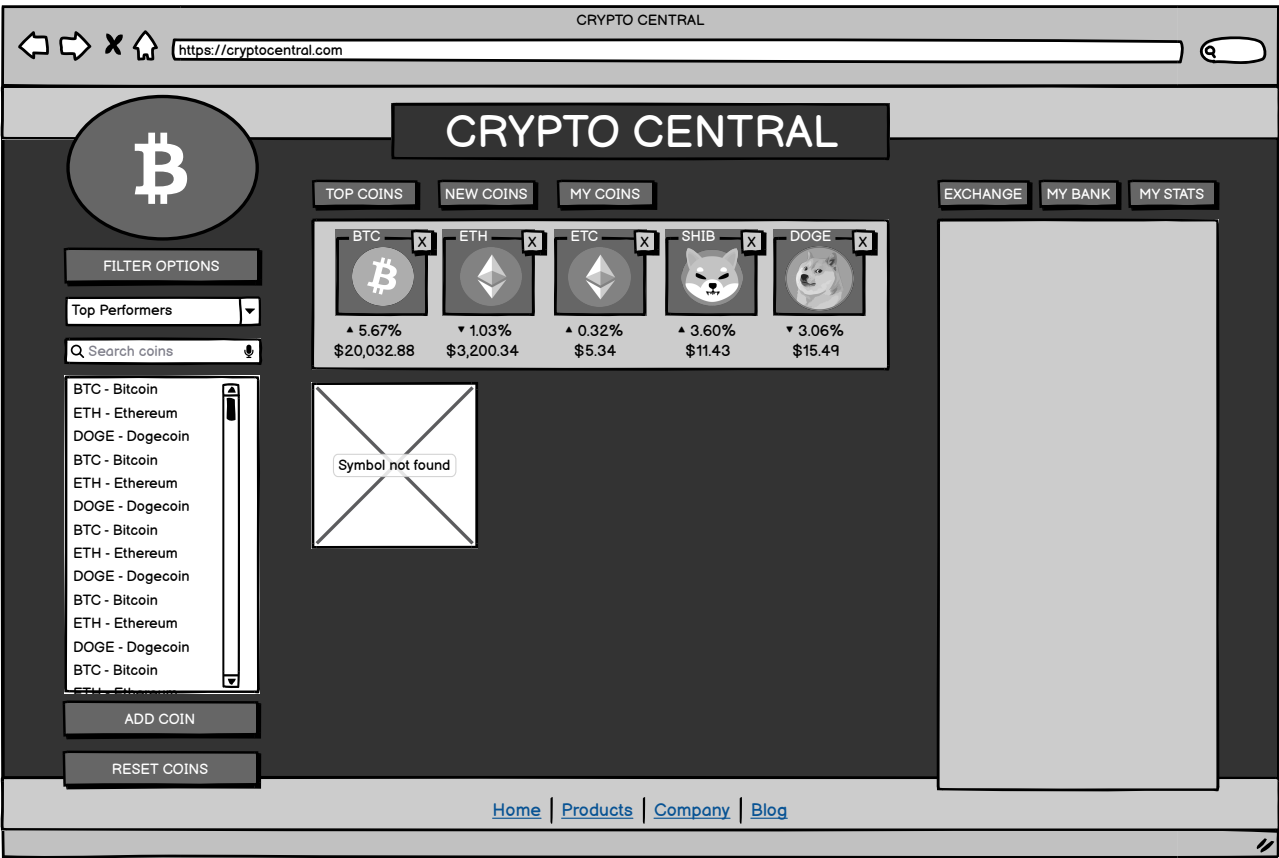 CRYPTO CENTRAL
https://cryptocentral.com
CRYPTO CENTRAL
TOP COINS
NEW COINS
MY COINS
EXCHANGE
MY BANK
MY STATS
FILTER OPTIONS
Top Performers
Search coins
BTC - Bitcoin
ETH - Ethereum
DOGE - Dogecoin
BTC - Bitcoin
ETH - Ethereum
DOGE - Dogecoin
BTC - Bitcoin
ETH - Ethereum
DOGE - Dogecoin
BTC - Bitcoin
ETH - Ethereum
DOGE - Dogecoin
BTC - Bitcoin
ETH - Ethereum
ADD COIN
RESET COINS
BTC X
ETH X
ETC X
SHIB X
DOGE X
▲ 5.67%
▼ 1.03%
▲ 0.32%
▲ 3.60%
▼ 3.06%
$20,032.88
$3,200.34
$5.34
$11.43
$15.49
Symbol not found
Home
Products
Company
Blog